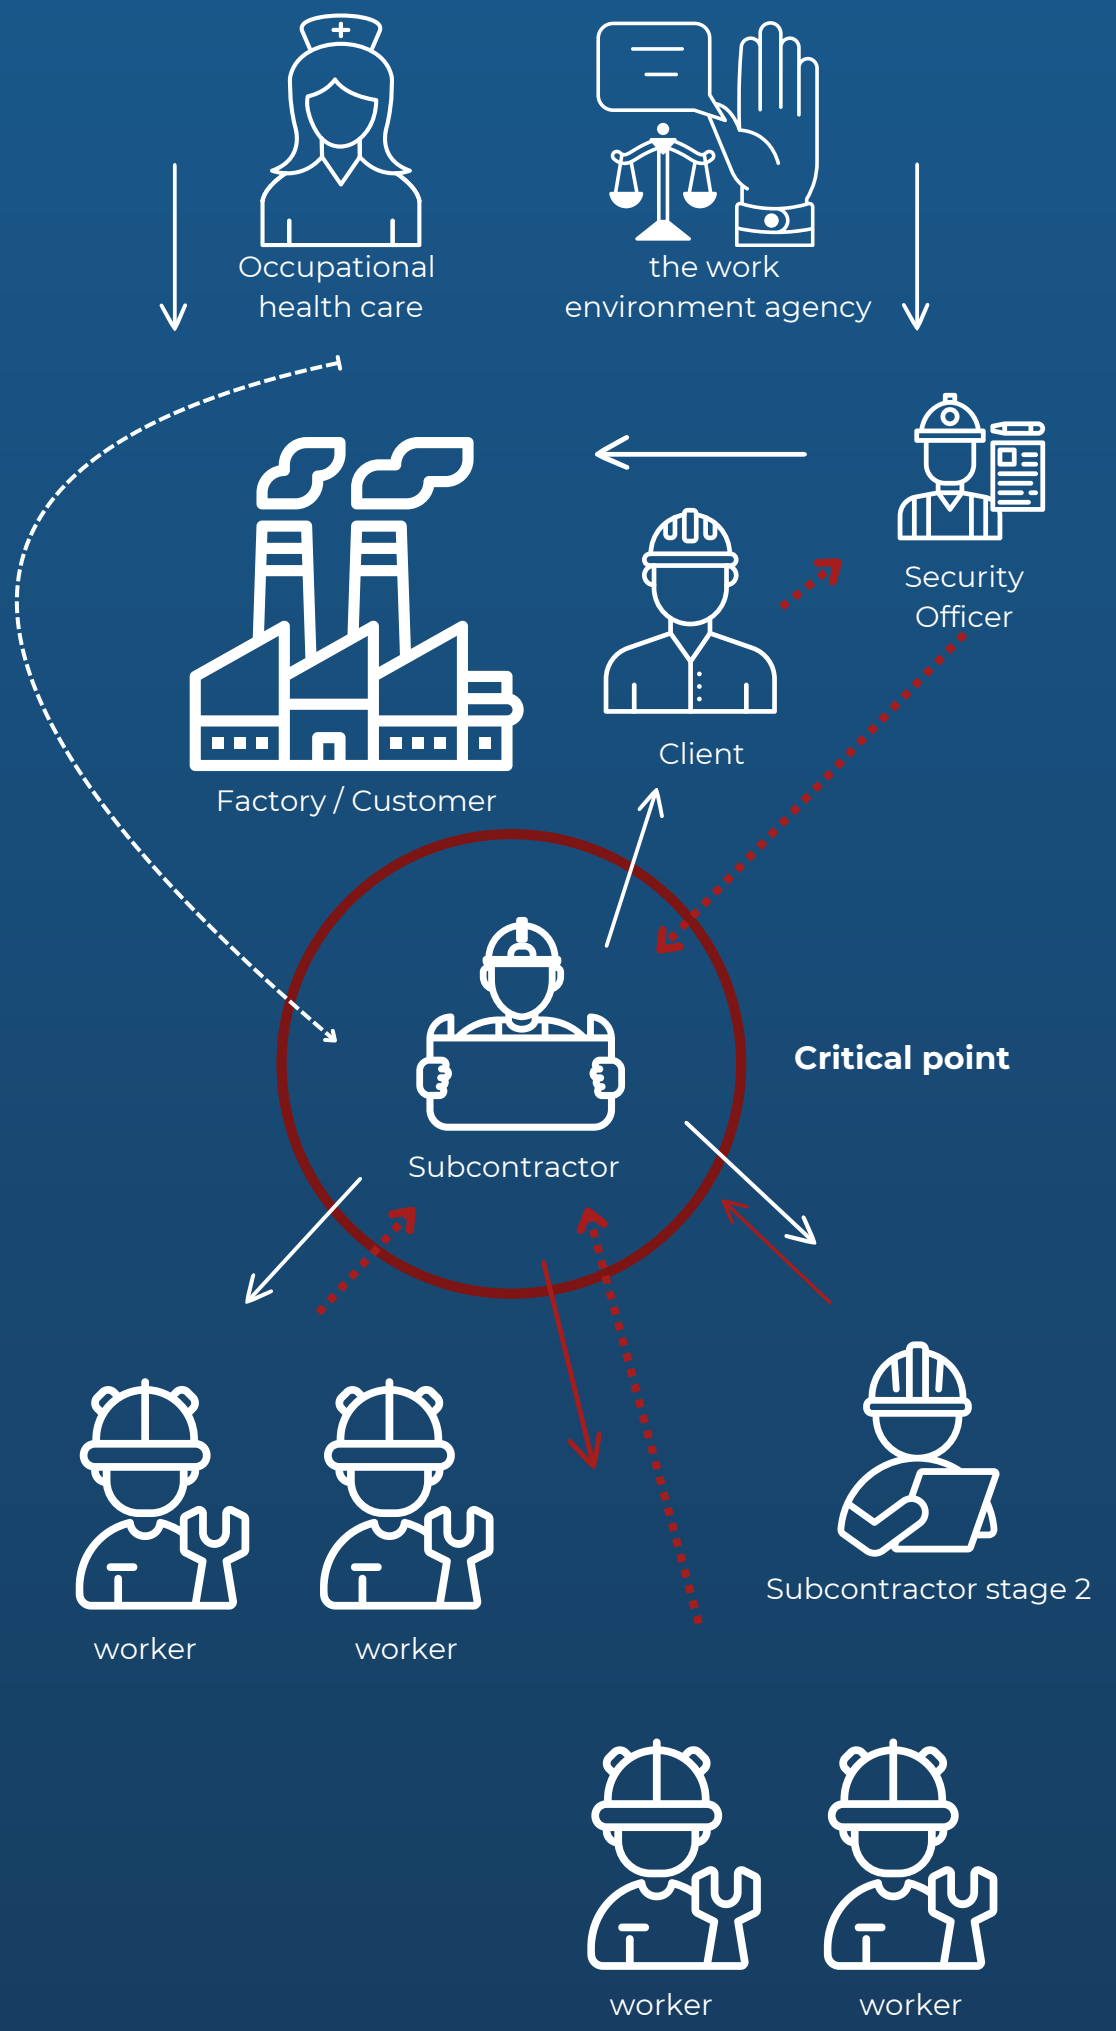 Occupational
health care
the work
environment agency
Security
Officer
Client
Factory / Customer
Critical point
Subcontractor
Subcontractor stage 2
worker
worker
worker
worker